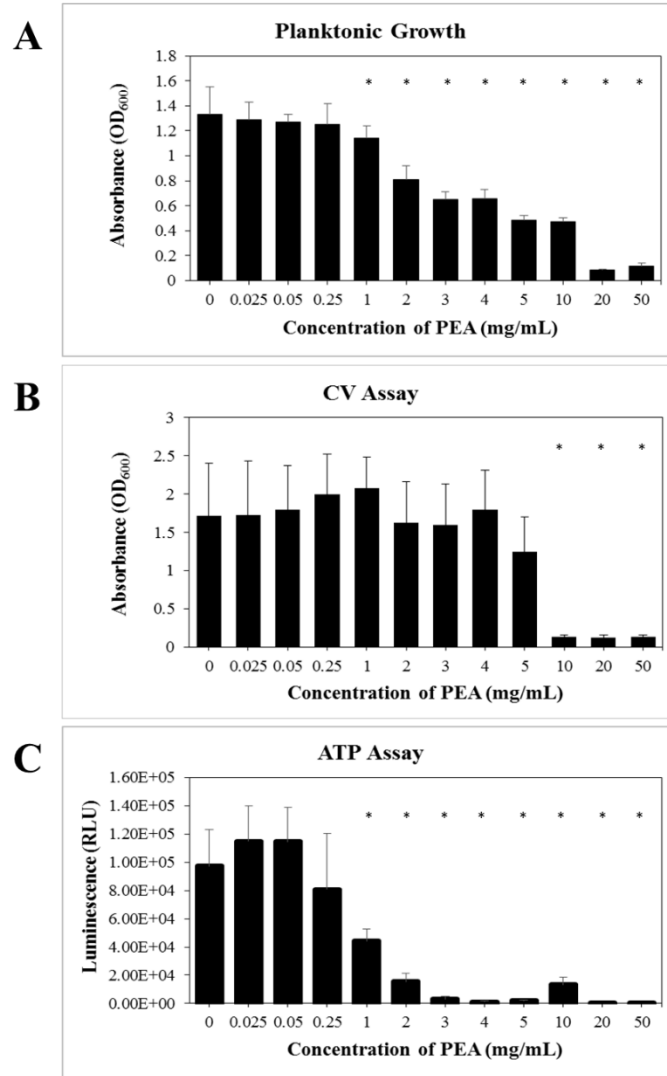 A
Planktonic Growth
Absorbance (OD600)
1.8
1.6
1.4
1.2
1
0.8
0.6
0.4
0.2
0
* * * * * * * *
0 0.025 0.05 0.25 1 2 3 4 5 10 20 50
Concentration of PEA (mg/mL)
B
CV Assay
Absorbance (OD600)
3
2.5
2
1.5
1
0.5
0
* * *
0 0.025 0.05 0.25 1 2 3 4 5 10 20 50
Concentration of PEA (mg/mL)
C
ATP Assay
Luminescence (RLU)
1.60E+05
1.40E+05
1.20E+05
1.00E+05
8.00E+04
6.00E+04
4.00E+04
2.00E+04
0.00E+00
* * * * * * * *
0 0.025 0.05 0.25 1 2 3 4 5 10 20 50
Concentration of PEA (mg/mL)